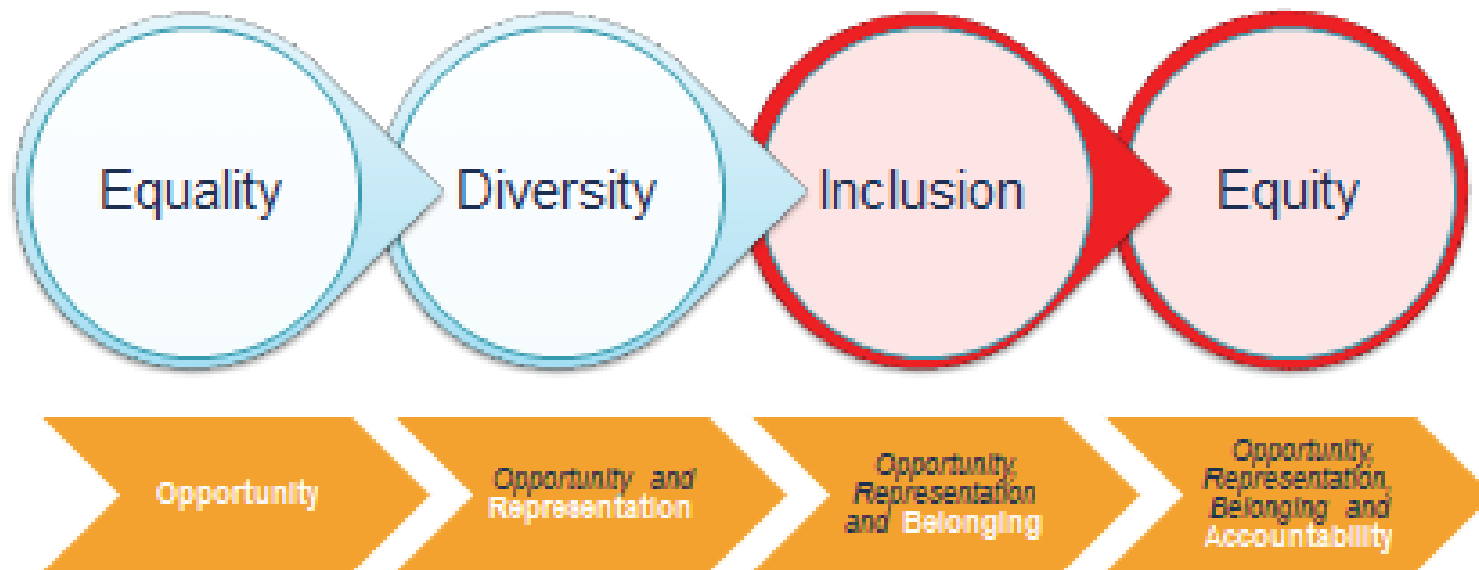 Equality
Diversity
Inclusion
Equity
Opportunity
Opportunity and
Representation
Opportunity,
Representation
and Belonging
Opportunity,
Representation,
Belonging and
Accountability